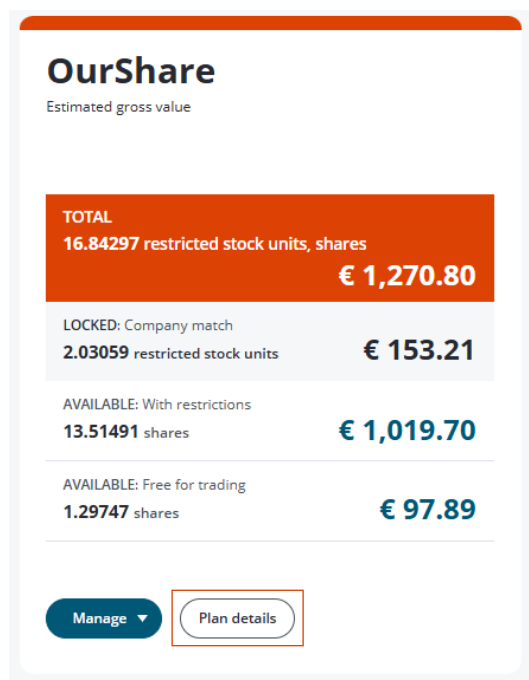 OurShare
Estimated gross value
TOTAL
16.84297 restricted stock units, shares
€ 1,270.80
LOCKED: Company match
2.03059 restricted stock units
€ 153.21
AVAILABLE: With restrictions
13.51491 shares
€ 1,019.70
AVAILABLE: Free for trading
1.29747 shares
€ 97.89
Manage
Plan details